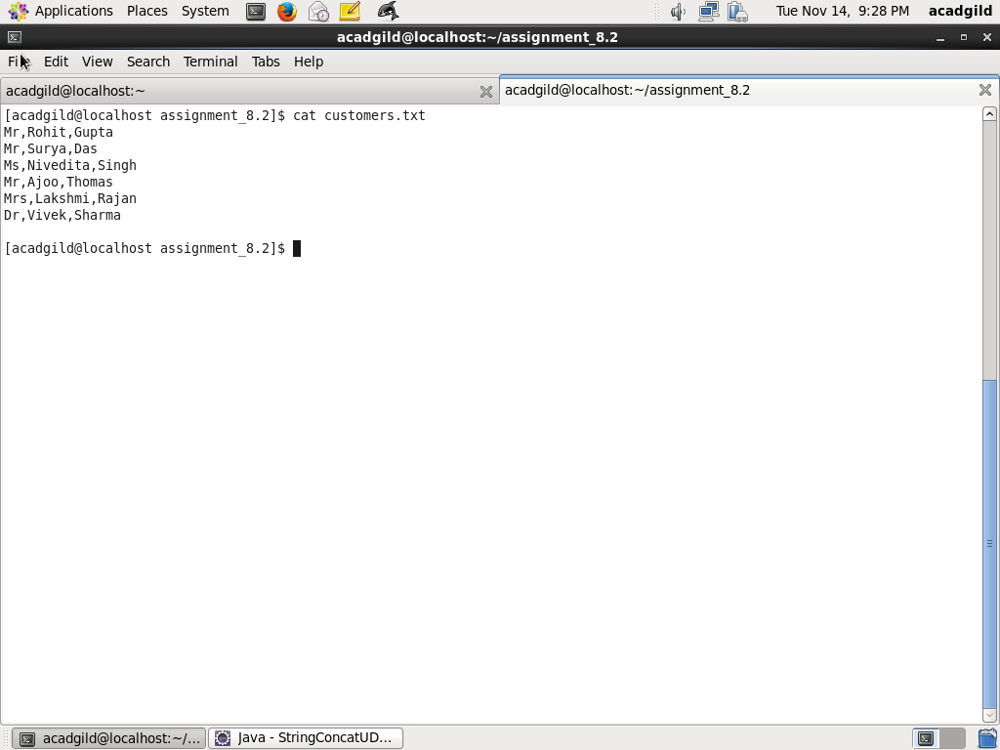 Applications Places System Tue Nov 14, 9:28 PM acadgild
acadgild@localhost:~/assignment_8.2
Edit View Search Terminal Tabs Help
acadgild@localhost:~ acadgild@localhost:~/assignment_8.2
[acadgild@localhost assignment_8.2]$ cat customers.txt
Mr,Rohit,Gupta
Mr,Surya,Das
Ms,Nivedita,Singh
Mr,Ajoo,Thomas
Mrs,Lakshmi,Rajan
Dr,Vivek,Sharma
[acadgild@localhost assignment_8.2]$
acadgild@localhost:~/... Java - StringConcatUD...